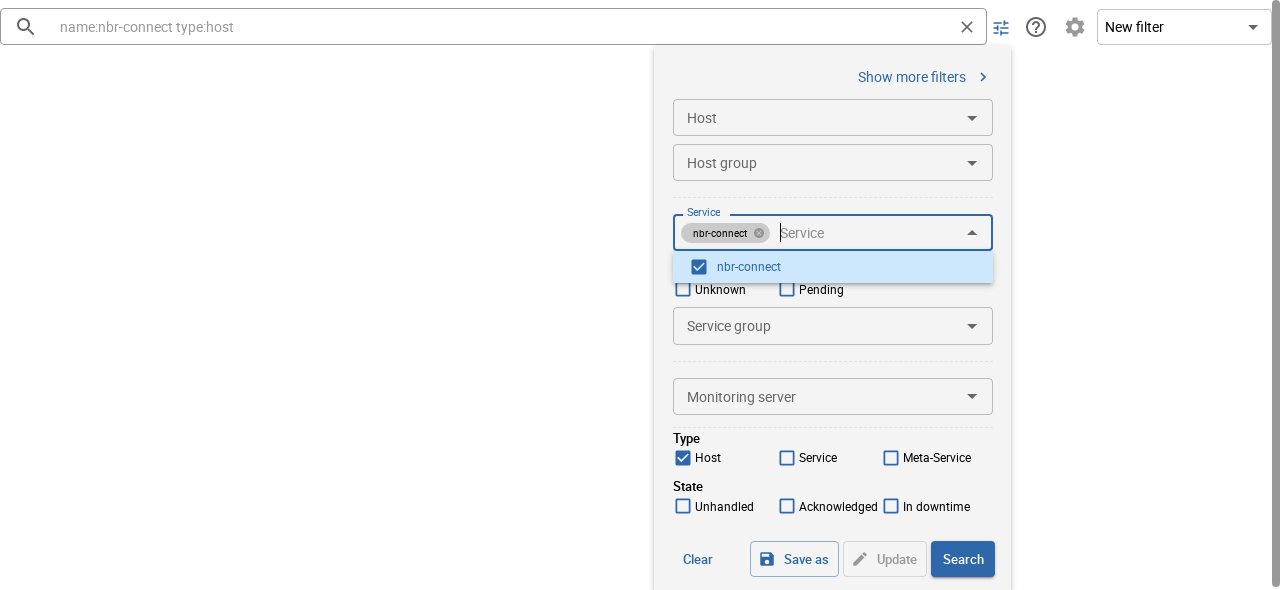 name:nbr-connect type:host
New filter
Show more filters
Host
Host group
Service
nbr-connect Service
nbr-connect
Unknown Pending
Service group
Monitoring server
Type
Host Service Meta-Service
State
Unhandled Acknowledged In downtime
Clear Save as Update Search